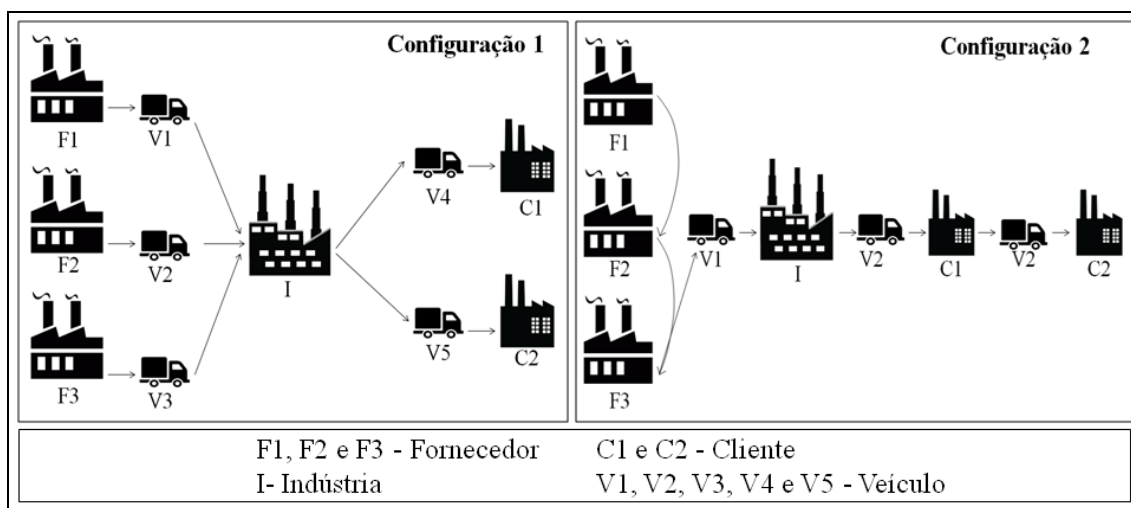 Configuração 1
F1
V1
F2
V2
F3
V3
I
V4
C1
V5
C2
Configuração 2
F1
F2
F3
V1
I
V2
C1
V2
C2
F1, F2 e F3 - Fornecedor
C1 e C2 - Cliente
I- Indústria
V1, V2, V3, V4 e V5 - Veículo